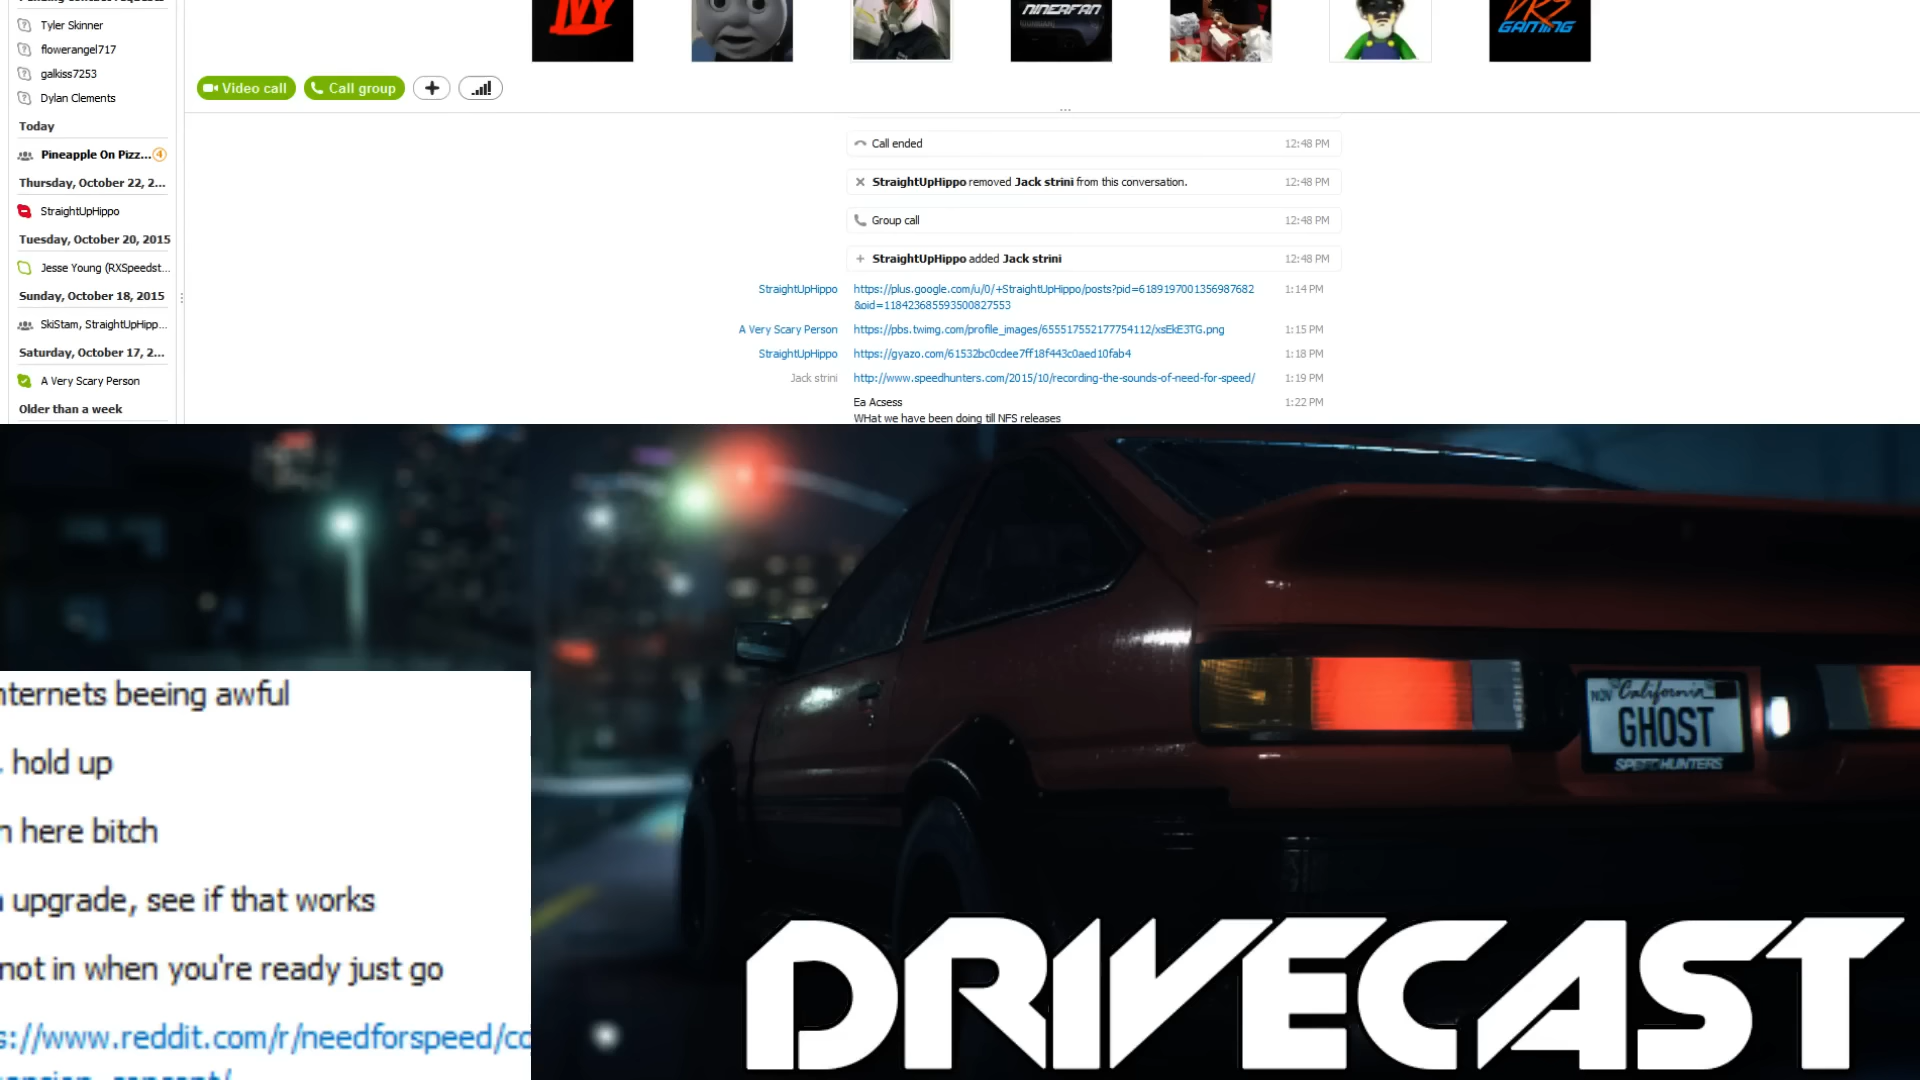 Pending contact requests
Tyler Skinner
flowerangel717
galkiss7253
Dylan Clements
Today
Pineapple On Pizz... 4
Thursday, October 22, 2...
StraightUpHippo
Tuesday, October 20, 2015
Jesse Young (RXSpeedst...
Sunday, October 18, 2015
SkiStam, StraightUpHipp...
Saturday, October 17, 2...
A Very Scary Person
Older than a week
IVY
NINERFAN
VRS
GAMING
Video call
Call group
...
Call ended 12:48 PM
StraightUpHippo removed Jack strini from this conversation. 12:48 PM
Group call 12:48 PM
StraightUpHippo added Jack strini 12:48 PM
StraightUpHippo https://plus.google.com/u/0/+StraightUpHippo/posts?pid=6189197001356987682 1:14 PM
&oid=118423685593500827553
A Very Scary Person https://pbs.twimg.com/profile_images/655517552177754112/xsEkE3TG.png 1:15 PM
StraightUpHippo https://gyazo.com/61532bc0cdee7ff18f443c0aed10fab4 1:18 PM
Jack strini http://www.speedhunters.com/2015/10/recording-the-sounds-of-need-for-speed/ 1:19 PM
Ea Acsess 1:22 PM
WHat we have been doing till NFS releases
nternets beeing awful
. hold up
n here bitch
upgrade, see if that works
not in when you're ready just go
s://www.reddit.com/r/needforspeed/co
NOV California
GHOST
SPEEDHUNTERS
DRIVECAST